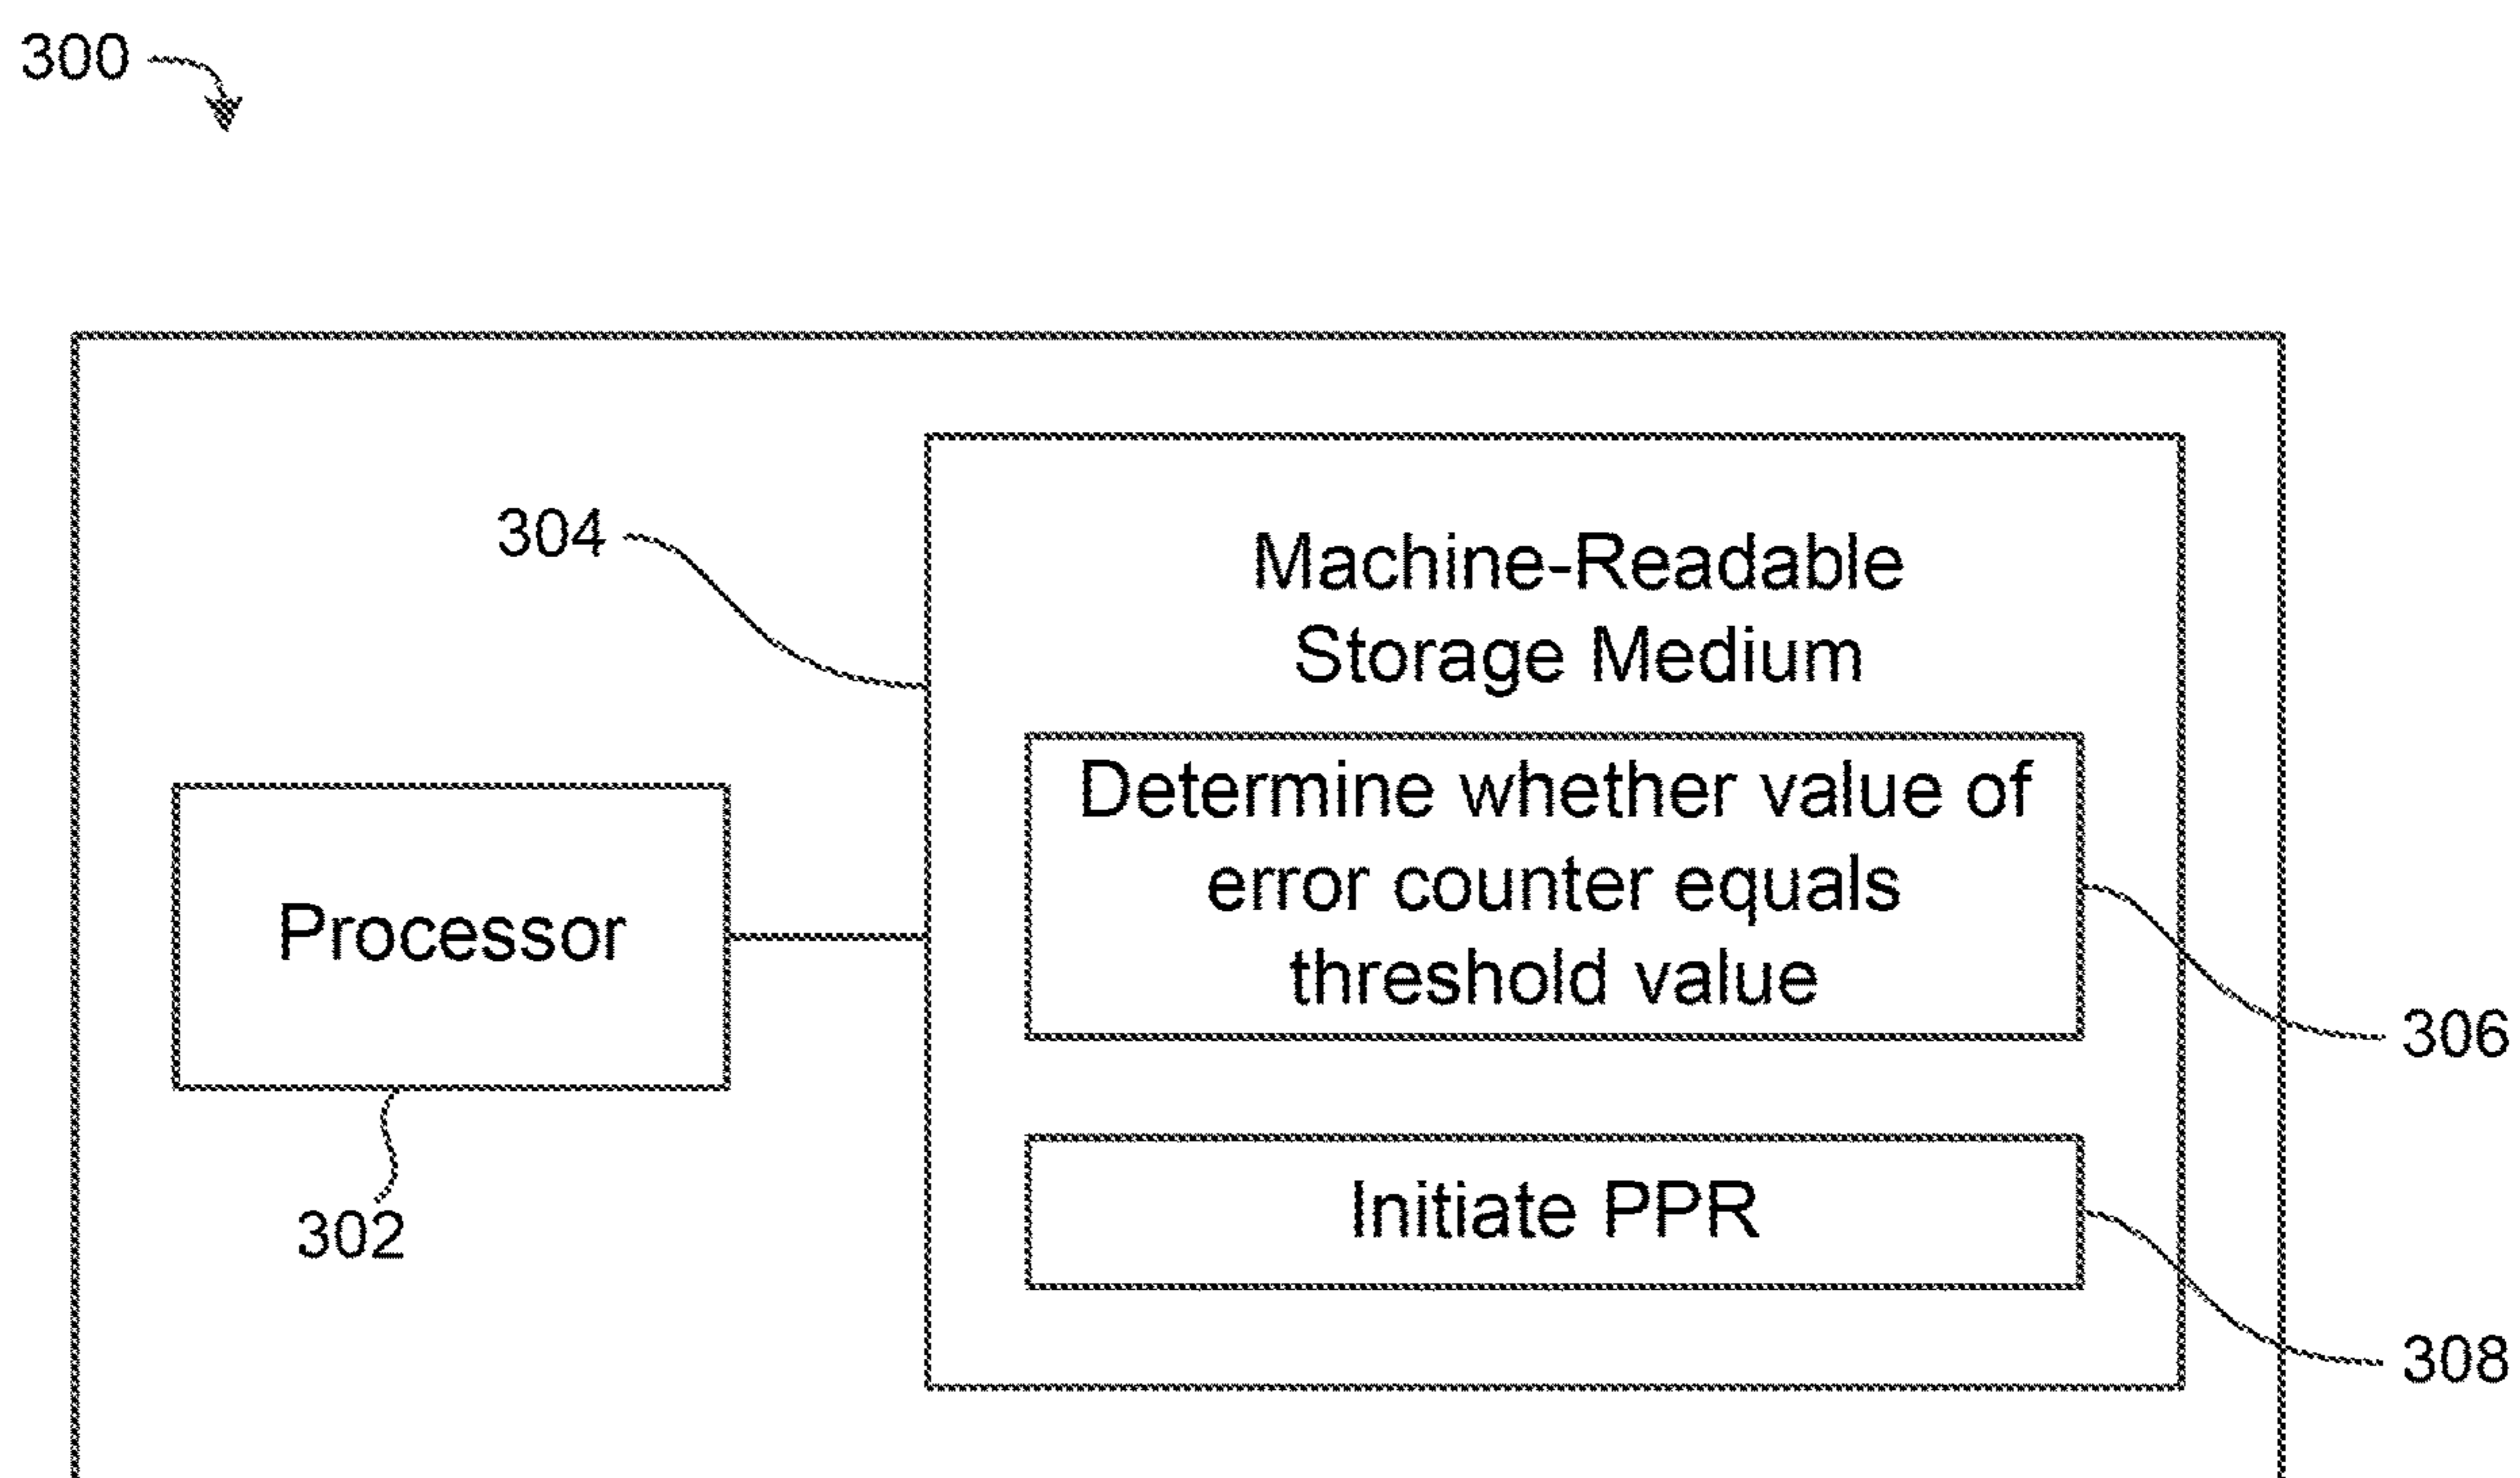 300
304
Machine-Readable
Storage Medium
Determine whether value of
error counter equals
threshold value
Processor
306
Initiate PPR
302
308